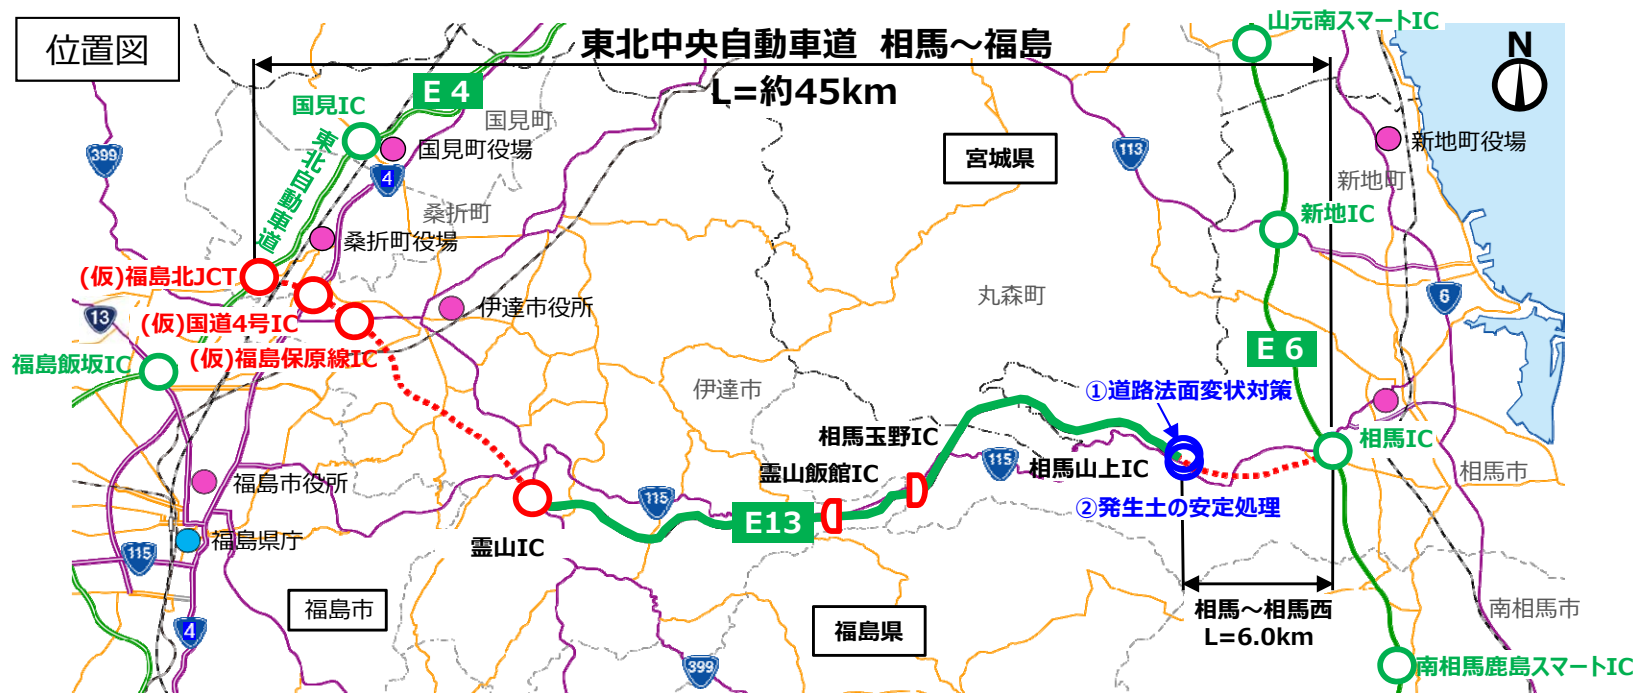 位置図
東北中央自動車道 相馬～福島
L=約45km
山元南スマートIC
N
国見IC
E 4
国見町
国見町役場
東北自動車道
399
4
113
宮城県
新地町役場
新地町
桑折町
桑折町役場
新地IC
(仮)福島北JCT
丸森町
6
伊達市役所
13
(仮)国道4号IC
(仮)福島保原線IC
福島飯坂IC
E 6
伊達市
①道路法面変状対策
相馬玉野IC
相馬IC
霊山飯館IC
115
相馬山上IC
相馬市
福島市役所
115
②発生土の安定処理
E13
福島県庁
霊山IC
115
福島市
福島県
相馬～相馬西
L=6.0km
南相馬市
4
399
南相馬鹿島スマートIC